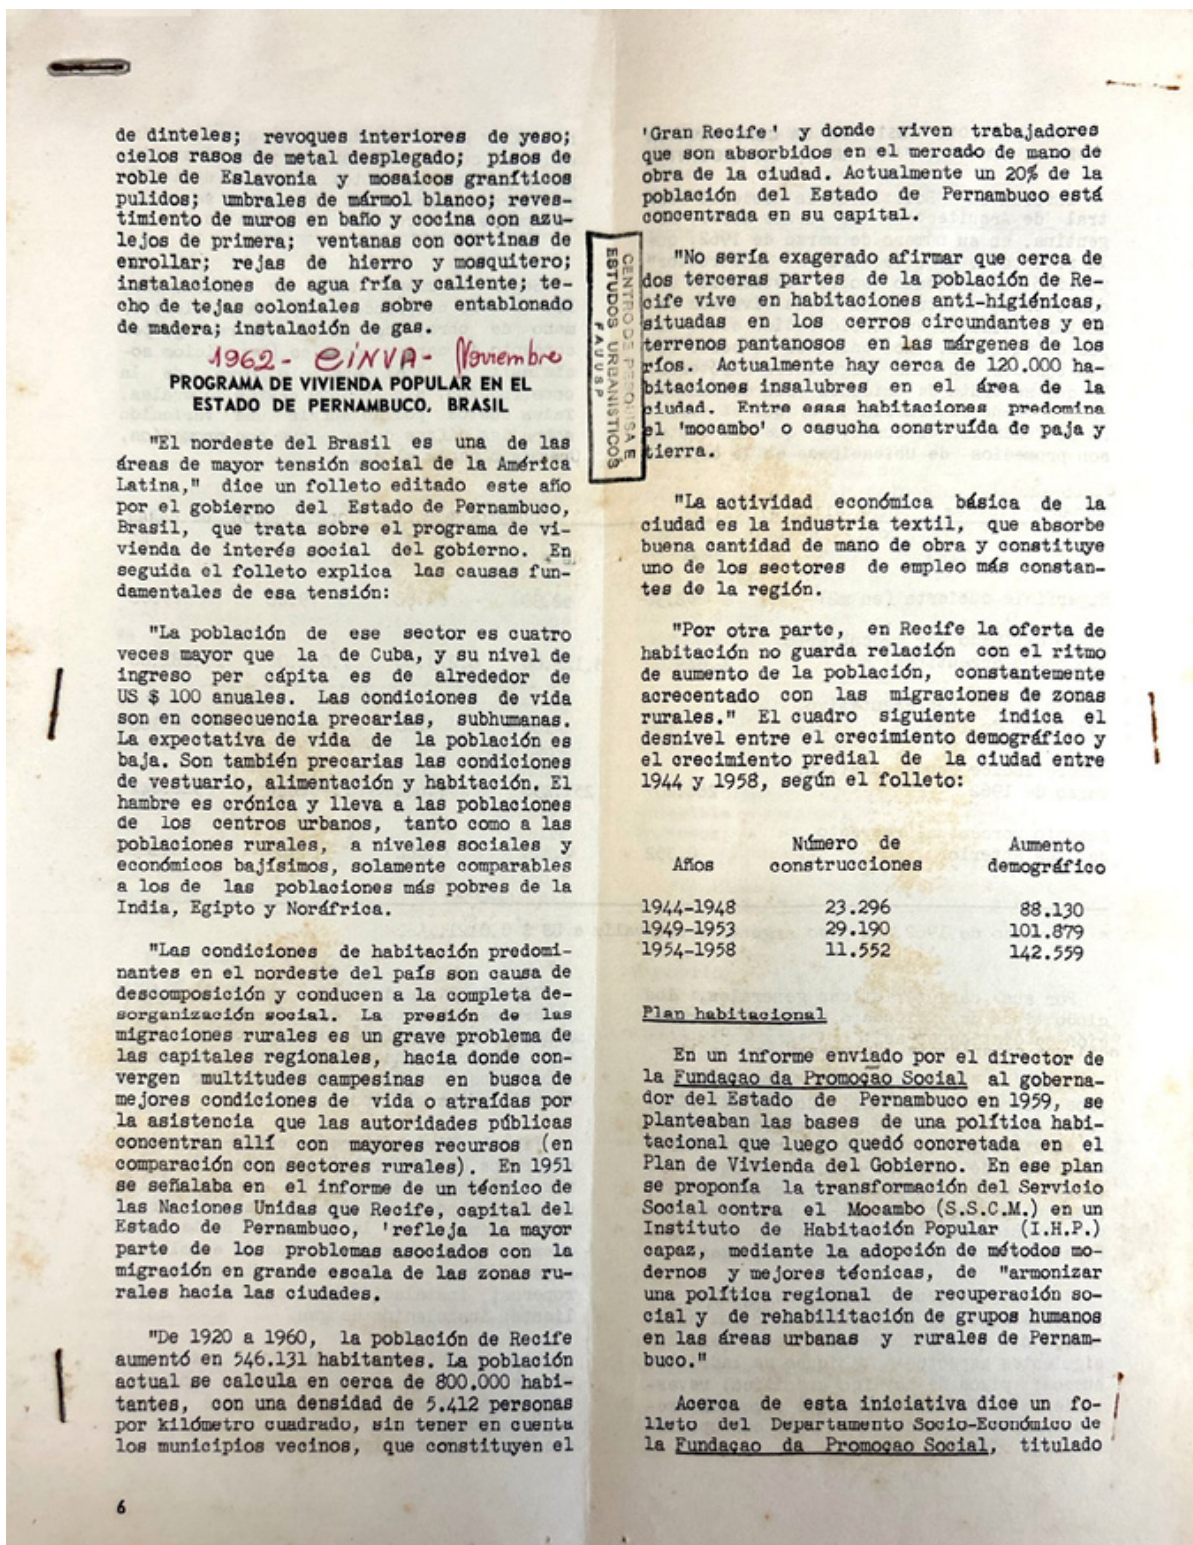 de dinteles; revoques interiores de yeso;
cielos rasos de metal desplegado; pisos de
roble de Eslavonia y mosaicos graníticos
pulidos; umbrales de mármol blanco; reves-
timiento de muros en baño y cocina con azu-
lejos de primera; ventanas con cortinas de
enrollar; rejas de hierro y mosquitero;
instalaciones de agua fría y caliente; te-
cho de tejas coloniales sobre entablonado
de madera; instalación de gas.
1962 - CINVA - Noviembre
PROGRAMA DE VIVIENDA POPULAR EN EL
ESTADO DE PERNAMBUCO, BRASIL
"El nordeste del Brasil es una de las
áreas de mayor tensión social de la América
Latina," dice un folleto editado este año
por el gobierno del Estado de Pernambuco,
Brasil, que trata sobre el programa de vi-
vienda de interés social del gobierno. En
seguida el folleto explica las causas fun-
damentales de esa tensión:
"La población de ese sector es cuatro
veces mayor que la de Cuba, y su nivel de
ingreso per cápita es de alrededor de
US $ 100 anuales. Las condiciones de vida
son en consecuencia precarias, subhumanas.
La expectativa de vida de la población es
baja. Son también precarias las condiciones
de vestuario, alimentación y habitación. El
hambre es crónica y lleva a las poblaciones
de los centros urbanos, tanto como a las
poblaciones rurales, a niveles sociales y
económicos bajísimos, solamente comparables
a los de las poblaciones más pobres de la
India, Egipto y Noráfrica.
"Las condiciones de habitación predomi-
nantes en el nordeste del país son causa de
descomposición y conducen a la completa de-
sorganización social. La presión de las
migraciones rurales es un grave problema de
las capitales regionales, hacia donde con-
vergen multitudes campesinas en busca de
mejores condiciones de vida o atraídas por
la asistencia que las autoridades públicas
concentran allí con mayores recursos (en
comparación con sectores rurales). En 1951
se señalaba en el informe de un técnico de
las Naciones Unidas que Recife, capital del
Estado de Pernambuco, 'refleja la mayor
parte de los problemas asociados con la
migración en grande escala de las zonas ru-
rales hacia las ciudades.
"De 1920 a 1960, la población de Recife
aumentó en 546.131 habitantes. La población
actual se calcula en cerca de 800.000 habi-
tantes, con una densidad de 5.412 personas
por kilómetro cuadrado, sin tener en cuenta
los municipios vecinos, que constituyen el
6
CENTRO DE PESQUISA E
ESTUDOS URBANISTICOS
FAUUSP
'Gran Recife' y donde viven trabajadores
que son absorbidos en el mercado de mano de
obra de la ciudad. Actualmente un 20% de la
población del Estado de Pernambuco está
concentrada en su capital.
"No sería exagerado afirmar que cerca de
dos terceras partes de la población de Re-
cife vive en habitaciones anti-higiénicas,
situadas en los cerros circundantes y en
terrenos pantanosos en las márgenes de los
ríos. Actualmente hay cerca de 120.000 ha-
bitaciones insalubres en el área de la
ciudad. Entre esas habitaciones predomina
el 'mocambo' o casucha construída de paja y
tierra.
"La actividad económica básica de la
ciudad es la industria textil, que absorbe
buena cantidad de mano de obra y constituye
uno de los sectores de empleo más constan-
tes de la región.
"Por otra parte, en Recife la oferta de
habitación no guarda relación con el ritmo
de aumento de la población, constantemente
acrecentado con las migraciones de zonas
rurales." El cuadro siguiente indica el
desnivel entre el crecimiento demográfico y
el crecimiento predial de la ciudad entre
1944 y 1958, según el folleto:
Número de Aumento
Años construcciones demográfico
1944-1948 23.296 88.130
1949-1953 29.190 101.879
1954-1958 11.552 142.559
Plan habitacional
En un informe enviado por el director de
la Fundaçao da Promoçao Social al goberna-
dor del Estado de Pernambuco en 1959, se
planteaban las bases de una política habi-
tacional que luego quedó concretada en el
Plan de Vivienda del Gobierno. En ese plan
se proponía la transformación del Servicio
Social contra el Mocambo (S.S.C.M.) en un
Instituto de Habitación Popular (I.H.P.)
capaz, mediante la adopción de métodos mo-
dernos y mejores técnicas, de "armonizar
una política regional de recuperación so-
cial y de rehabilitación de grupos humanos
en las áreas urbanas y rurales de Pernam-
buco."
Acerca de esta iniciativa dice un fo-
lleto del Departamento Socio-Económico de
la Fundaçao da Promoçao Social, titulado